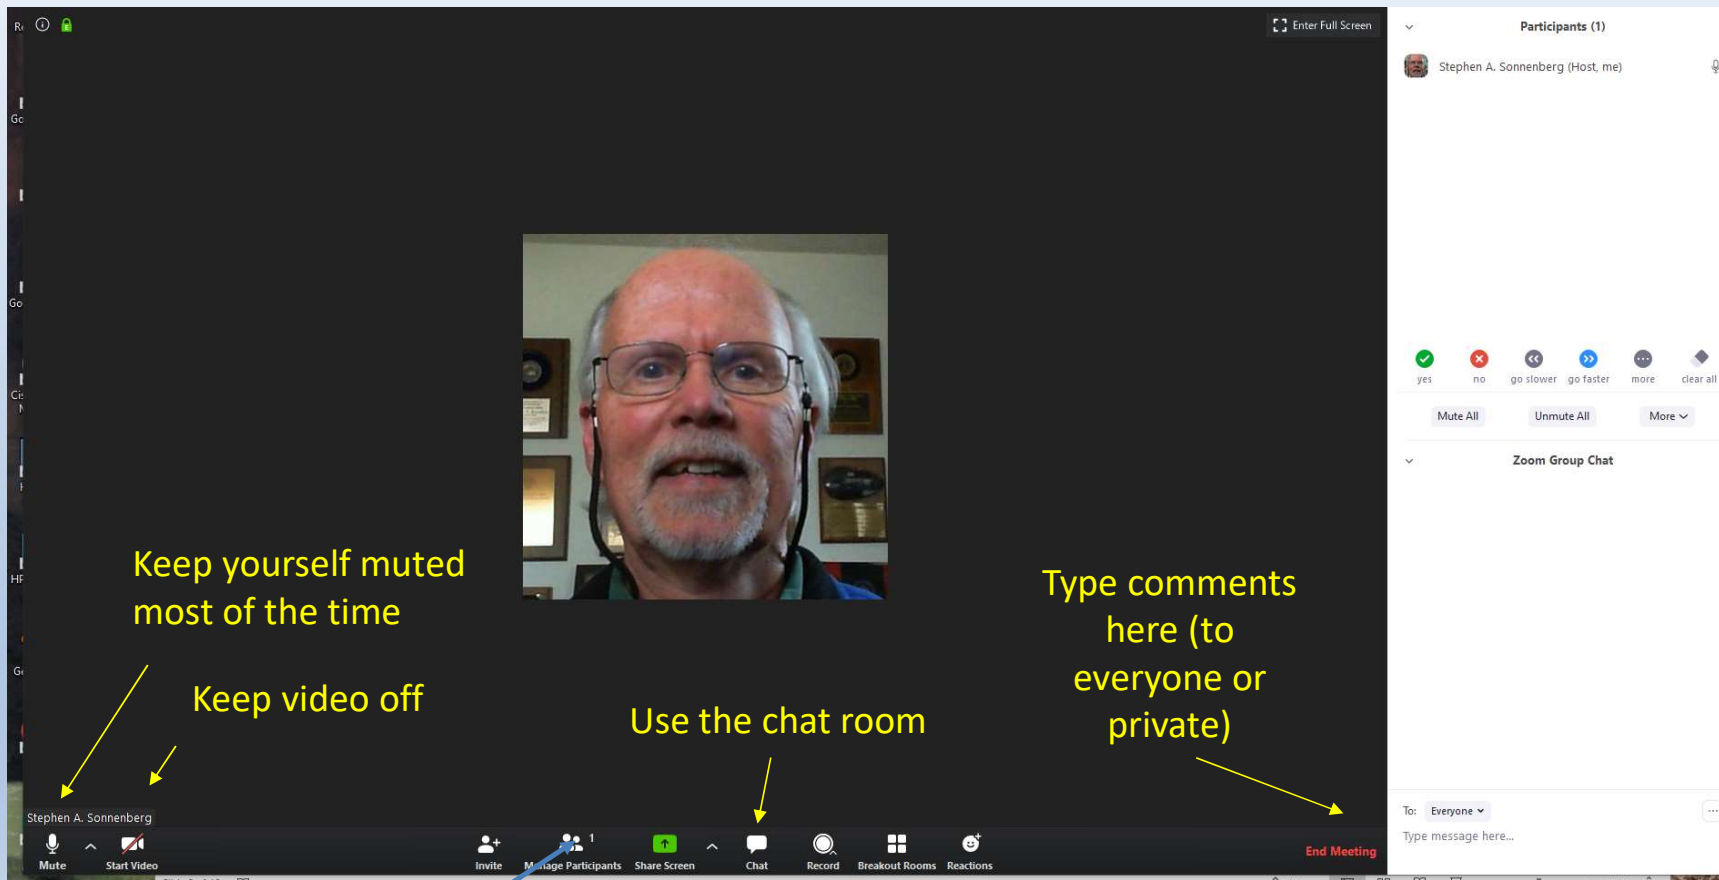 Enter Full Screen
Participants (1)
Stephen A. Sonnenberg (Host, me)
yes
no
go slower
go faster
more
clear all
Mute All
Unmute All
More
Zoom Group Chat
Keep yourself muted
most of the time
Keep video off
Use the chat room
Type comments
here (to
everyone or
private)
Stephen A. Sonnenberg
Mute
Start Video
Invite
Manage Participants
1
Share Screen
Chat
Record
Breakout Rooms
Reactions
End Meeting
To: Everyone
Type message here...